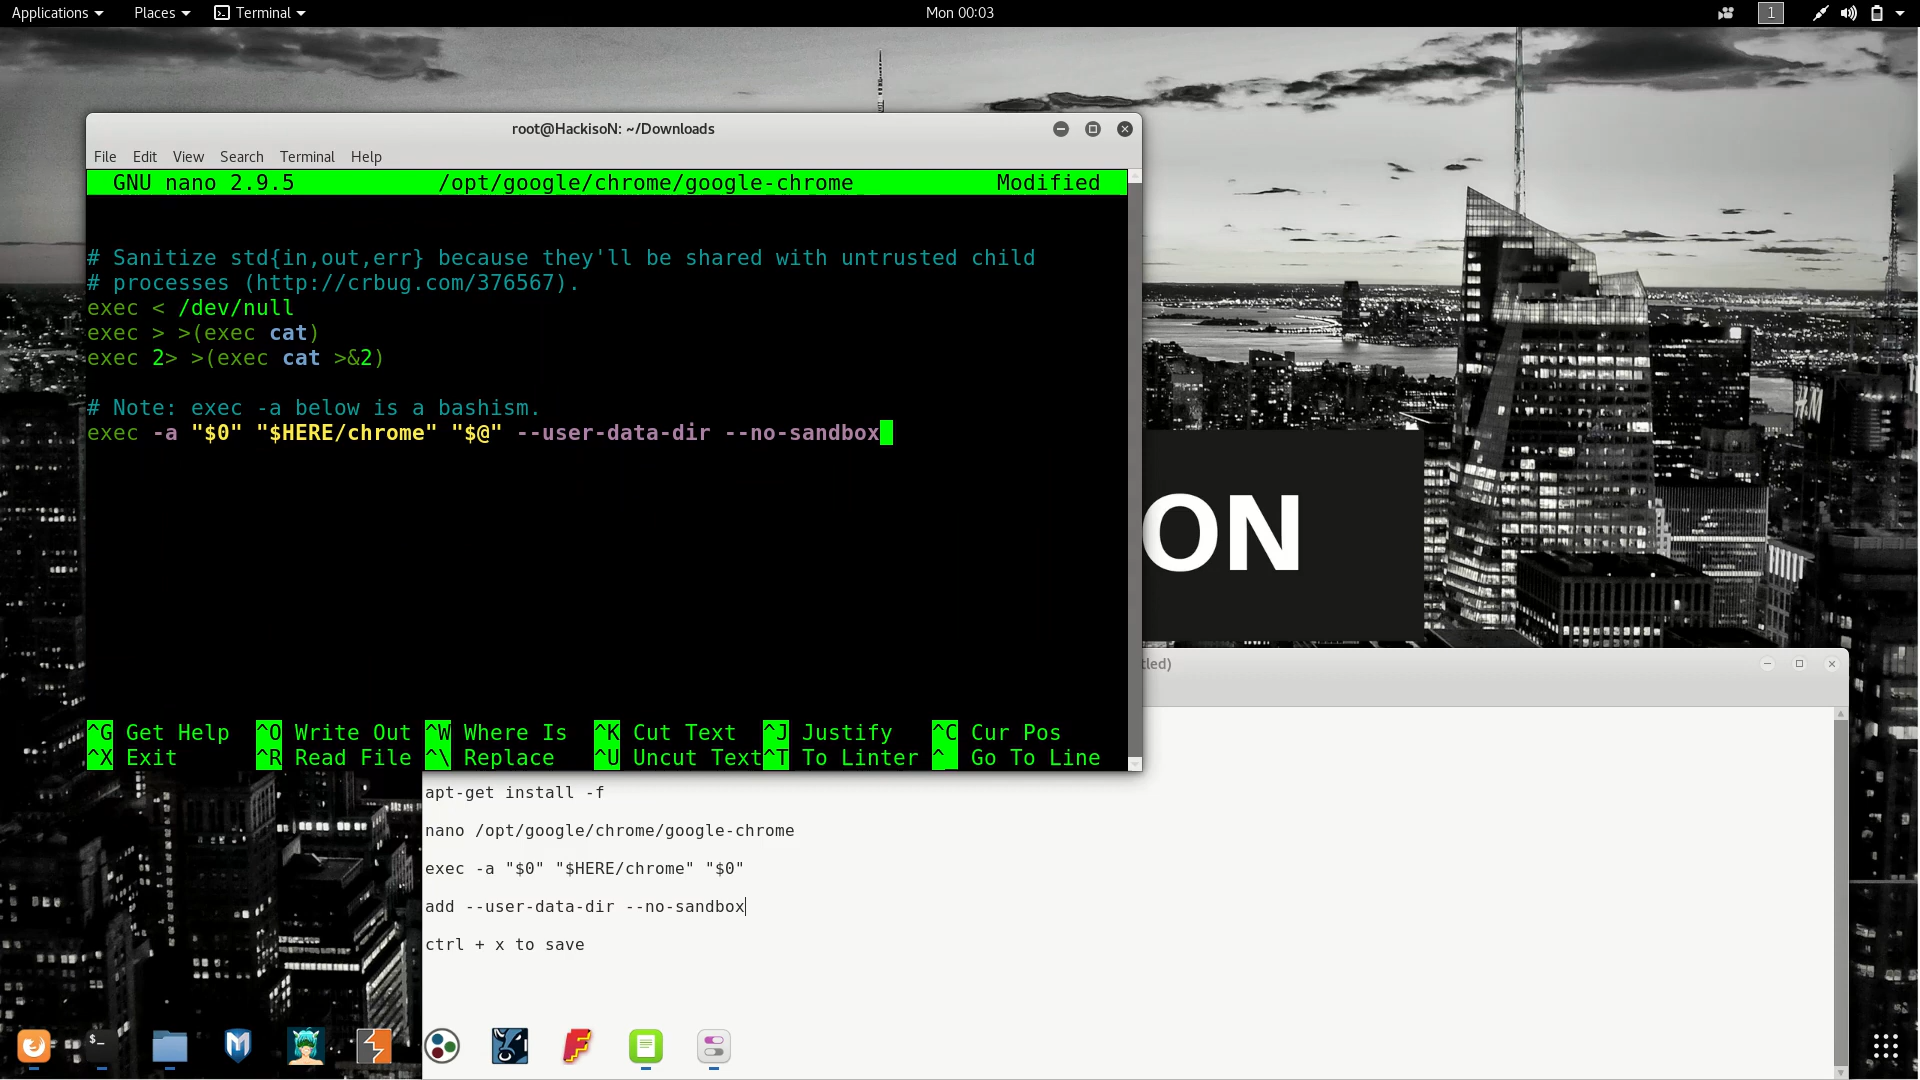 Applications Places Terminal Mon 00:03 1
root@HackisoN: ~/Downloads
File Edit View Search Terminal Help
GNU nano 2.9.5 /opt/google/chrome/google-chrome Modified
# Sanitize std{in,out,err} because they'll be shared with untrusted child
# processes (http://crbug.com/376567).
exec < /dev/null
exec > >(exec cat)
exec 2> >(exec cat >&2)
# Note: exec -a below is a bashism.
exec -a "$0" "$HERE/chrome" "$@" --user-data-dir --no-sandbox
^G Get Help ^O Write Out ^W Where Is ^K Cut Text ^J Justify ^C Cur Pos
^X Exit ^R Read File ^\ Replace ^U Uncut Text ^T To Linter ^_ Go To Line
ON
H&M
tled)
apt-get install -f
nano /opt/google/chrome/google-chrome
exec -a "$0" "$HERE/chrome" "$0"
add --user-data-dir --no-sandbox
ctrl + x to save